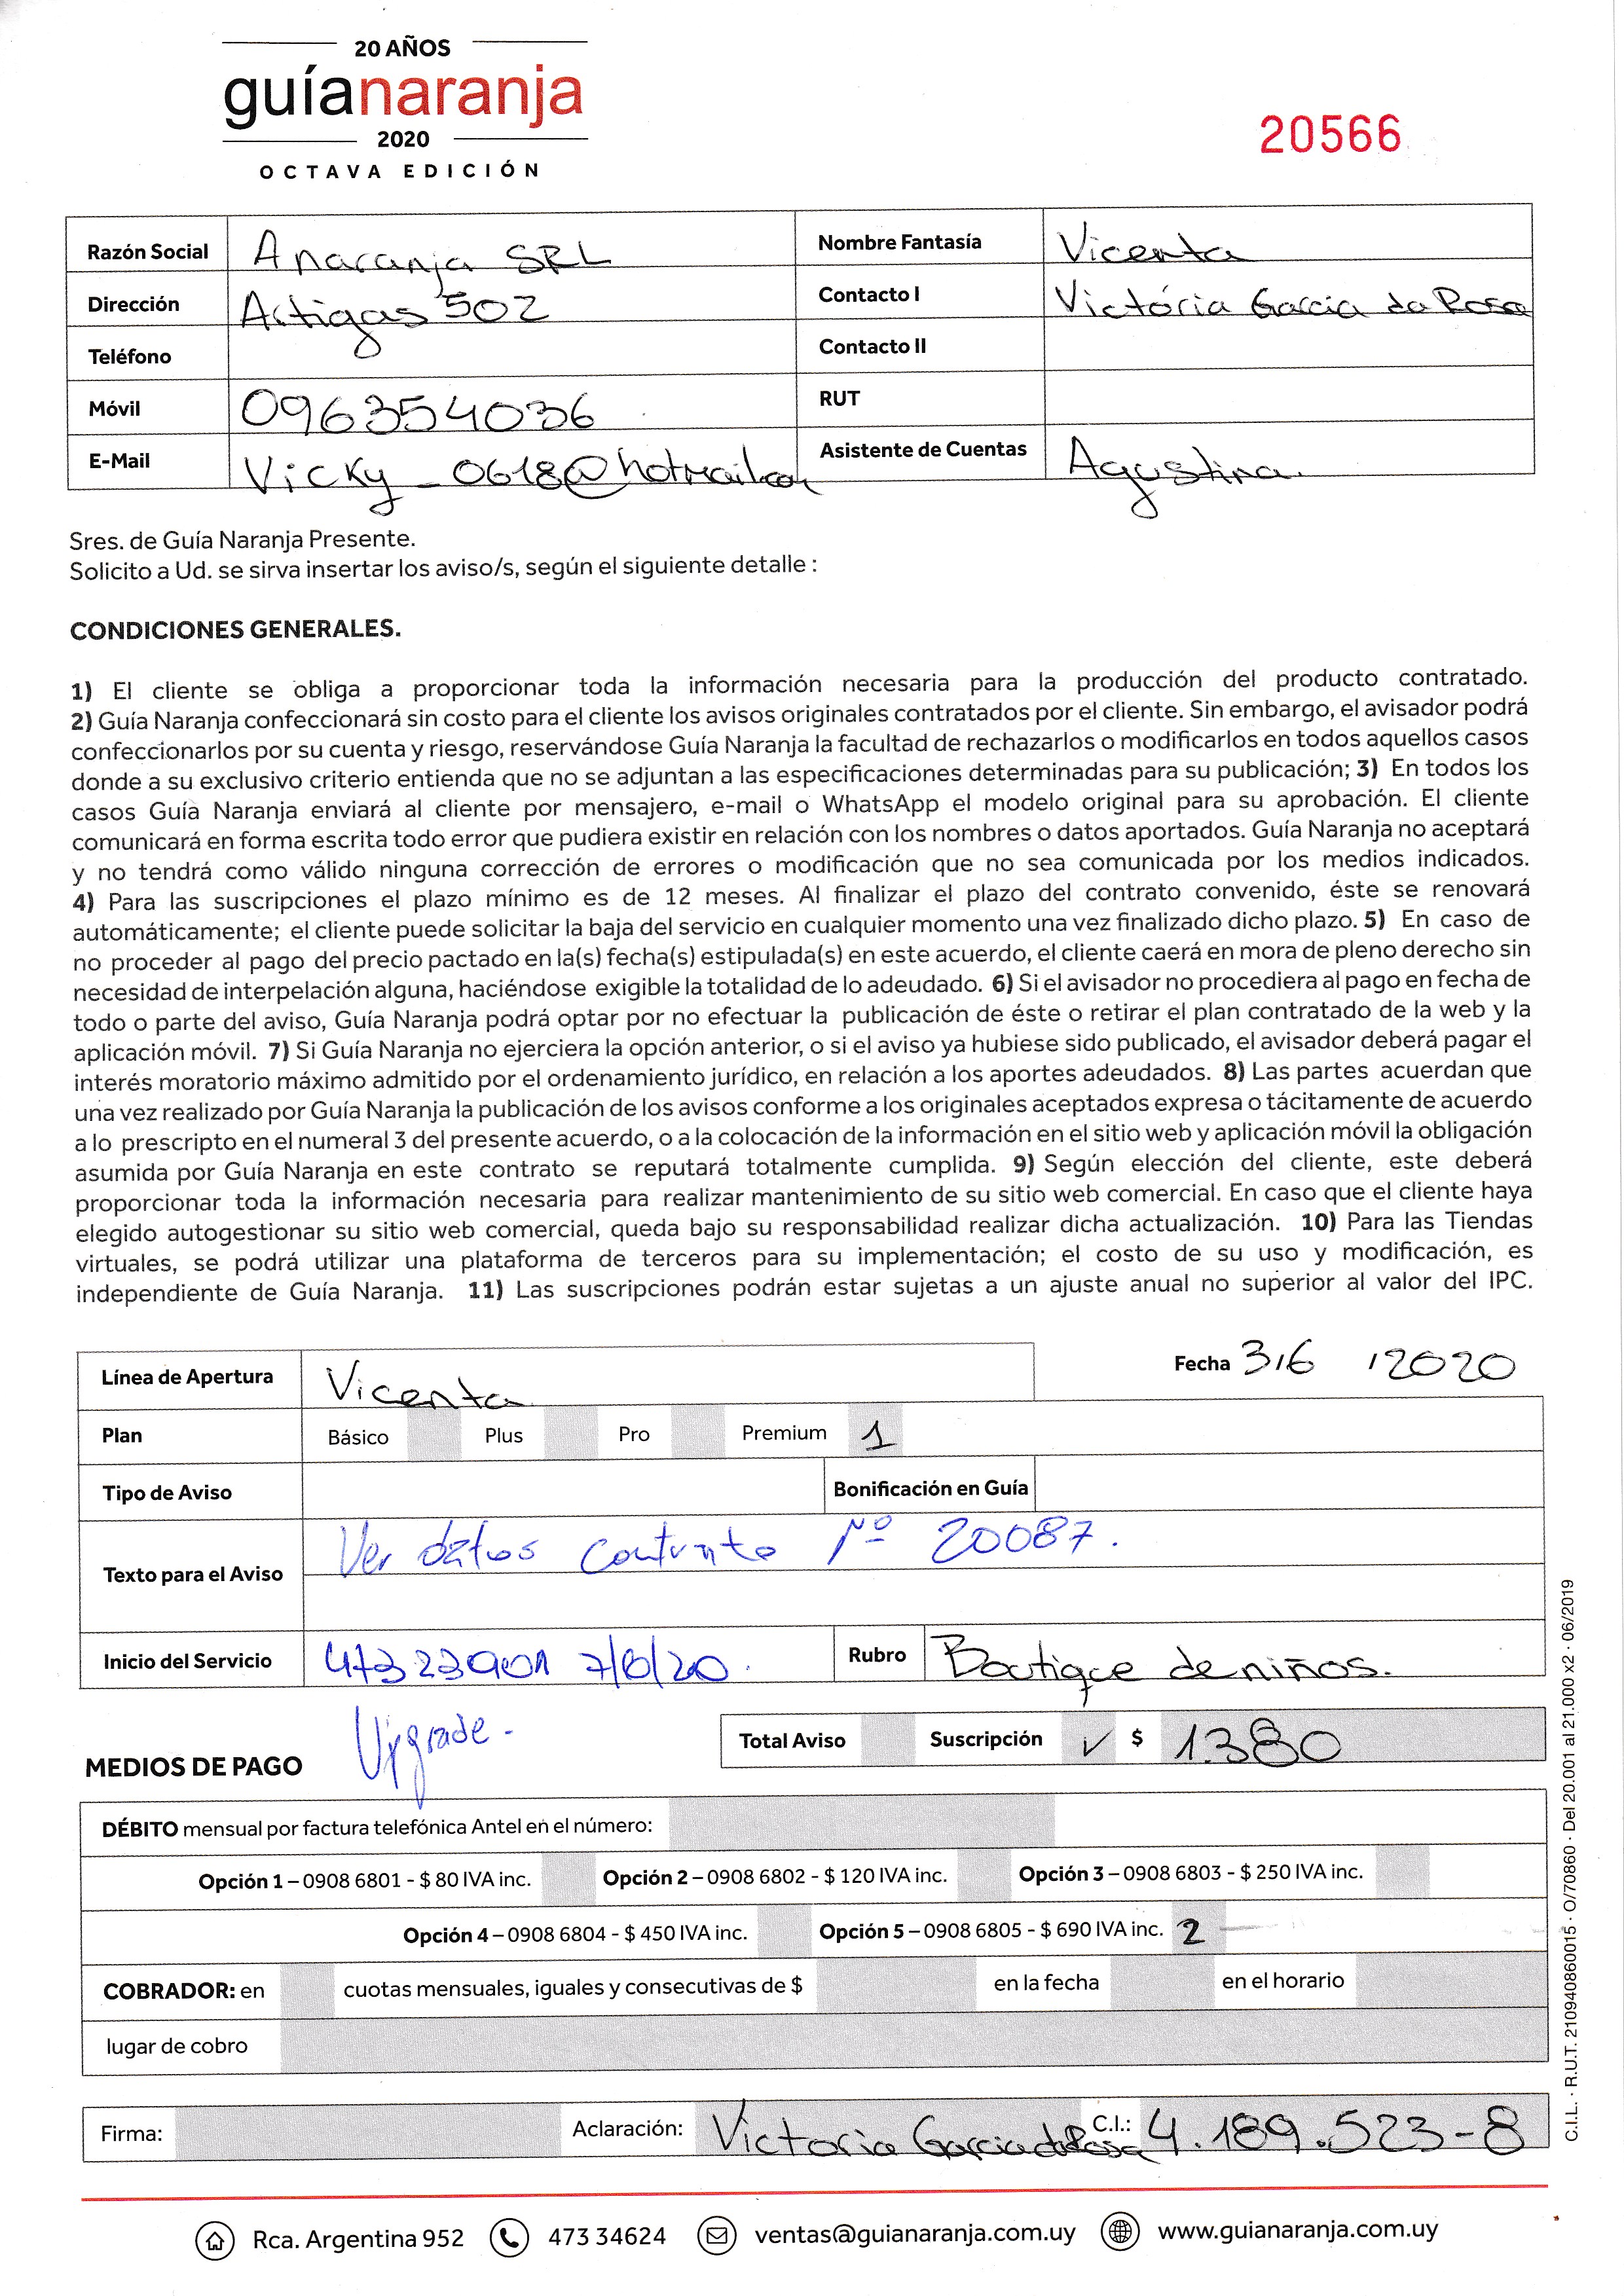 20 AÑOS
guíanaranja
2020
OCTAVA EDICIÓN
20566
Razón Social Anaranja SRL Nombre Fantasía Vicenta
Dirección Artigas 502 Contacto I Victória Garcia da Rosa
Teléfono Contacto II
Móvil 096354036 RUT
E-Mail Vicky_0618@hotmail.com Asistente de Cuentas Agustina.
Sres. de Guía Naranja Presente.
Solicito a Ud. se sirva insertar los aviso/s, según el siguiente detalle :
CONDICIONES GENERALES.
1) El cliente se obliga a proporcionar toda la información necesaria para la producción del producto contratado.
2) Guía Naranja confeccionará sin costo para el cliente los avisos originales contratados por el cliente. Sin embargo, el avisador podrá
confeccionarlos por su cuenta y riesgo, reservándose Guía Naranja la facultad de rechazarlos o modificarlos en todos aquellos casos
donde a su exclusivo criterio entienda que no se adjuntan a las especificaciones determinadas para su publicación; 3) En todos los
casos Guía Naranja enviará al cliente por mensajero, e-mail o WhatsApp el modelo original para su aprobación. El cliente
comunicará en forma escrita todo error que pudiera existir en relación con los nombres o datos aportados. Guía Naranja no aceptará
y no tendrá como válido ninguna corrección de errores o modificación que no sea comunicada por los medios indicados.
4) Para las suscripciones el plazo mínimo es de 12 meses. Al finalizar el plazo del contrato convenido, éste se renovará
automáticamente; el cliente puede solicitar la baja del servicio en cualquier momento una vez finalizado dicho plazo. 5) En caso de
no proceder al pago del precio pactado en la(s) fecha(s) estipulada(s) en este acuerdo, el cliente caerá en mora de pleno derecho sin
necesidad de interpelación alguna, haciéndose exigible la totalidad de lo adeudado. 6) Si el avisador no procediera al pago en fecha de
todo o parte del aviso, Guía Naranja podrá optar por no efectuar la publicación de éste o retirar el plan contratado de la web y la
aplicación móvil. 7) Si Guía Naranja no ejerciera la opción anterior, o si el aviso ya hubiese sido publicado, el avisador deberá pagar el
interés moratorio máximo admitido por el ordenamiento jurídico, en relación a los aportes adeudados. 8) Las partes acuerdan que
una vez realizado por Guía Naranja la publicación de los avisos conforme a los originales aceptados expresa o tácitamente de acuerdo
a lo prescripto en el numeral 3 del presente acuerdo, o a la colocación de la información en el sitio web y aplicación móvil la obligación
asumida por Guía Naranja en este contrato se reputará totalmente cumplida. 9) Según elección del cliente, este deberá
proporcionar toda la información necesaria para realizar mantenimiento de su sitio web comercial. En caso que el cliente haya
elegido autogestionar su sitio web comercial, queda bajo su responsabilidad realizar dicha actualización. 10) Para las Tiendas
virtuales, se podrá utilizar una plataforma de terceros para su implementación; el costo de su uso y modificación, es
independiente de Guía Naranja. 11) Las suscripciones podrán estar sujetas a un ajuste anual no superior al valor del IPC.
Línea de Apertura Vicenta Fecha 3/6 /2020
Plan Básico Plus Pro Premium 1
Tipo de Aviso Bonificación en Guía
Texto para el Aviso Ver datos contrato Nº 20087.
Inicio del Servicio 47323901 7/6/20. Rubro Boutique de niños.
Upgrade -
MEDIOS DE PAGO Total Aviso Suscripción ✓ $ 1380
DÉBITO mensual por factura telefónica Antel en el número:
Opción 1 – 0908 6801 - $ 80 IVA inc. Opción 2 – 0908 6802 - $ 120 IVA inc. Opción 3 – 0908 6803 - $ 250 IVA inc.
Opción 4 – 0908 6804 - $ 450 IVA inc. Opción 5 – 0908 6805 - $ 690 IVA inc. 2
COBRADOR: en cuotas mensuales, iguales y consecutivas de $ en la fecha en el horario
lugar de cobro
Firma: Aclaración: Victoria Garcia da Rosa C.I.: 4.189.523-8
Rca. Argentina 952 473 34624 ventas@guianaranja.com.uy www.guianaranja.com.uy
C.I.L. · R.U.T. 210940860015 · O/70860 · Del 20.001 al 21.000 x2 · 06/2019